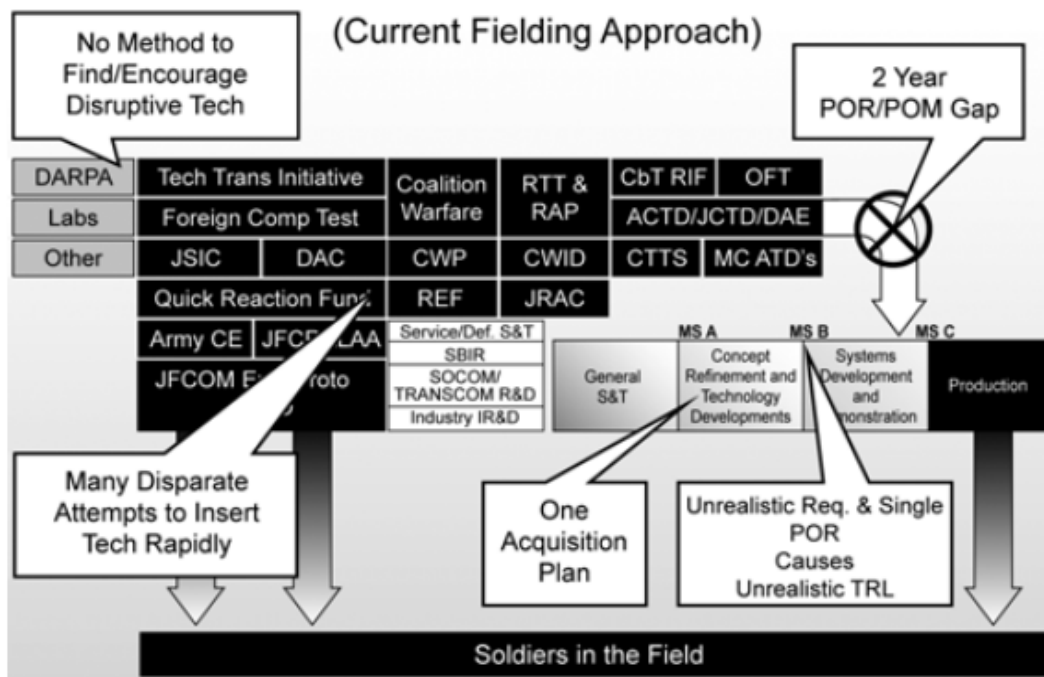 (Current Fielding Approach)
No Method to
Find/Encourage
Disruptive Tech
2 Year
POR/POM Gap
DARPA
Tech Trans Initiative
Coalition
Warfare
RTT &
RAP
CbT RIF
OFT
Labs
Foreign Comp Test
ACTD/JCTD/DAE
Other
JSIC
DAC
CWP
CWID
CTTS
MC ATD's
Quick Reaction Fund
REF
JRAC
Army CE
Service/Def. S&T
SBIR
SOCOM/
TRANSCOM R&D
Industry IR&D
JFCOM
MS A
MS B
MS C
General
S&T
Concept
Refinement and
Technology
Developments
Systems
Development
and
Production
Many Disparate
Attempts to Insert
Tech Rapidly
One
Acquisition
Plan
Unrealistic Req. & Single
POR
Causes
Unrealistic TRL
Soldiers in the Field